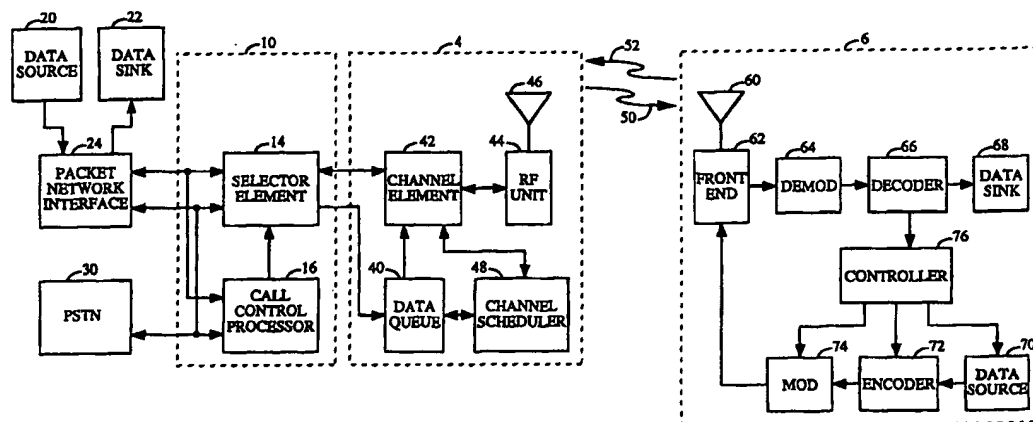 20
DATA
SOURCE
22
DATA
SINK
24
PACKET
NETWORK
INTERFACE
30
PSTN
10
14
SELECTOR
ELEMENT
16
CALL
CONTROL
PROCESSOR
4
42
CHANNEL
ELEMENT
46
44
RF
UNIT
40
DATA
QUEUE
48
CHANNEL
SCHEDULER
52
50
6
60
62
FRONT
END
64
DEMOD
66
DECODER
68
DATA
SINK
76
CONTROLLER
74
MOD
72
ENCODER
70
DATA
SOURCE